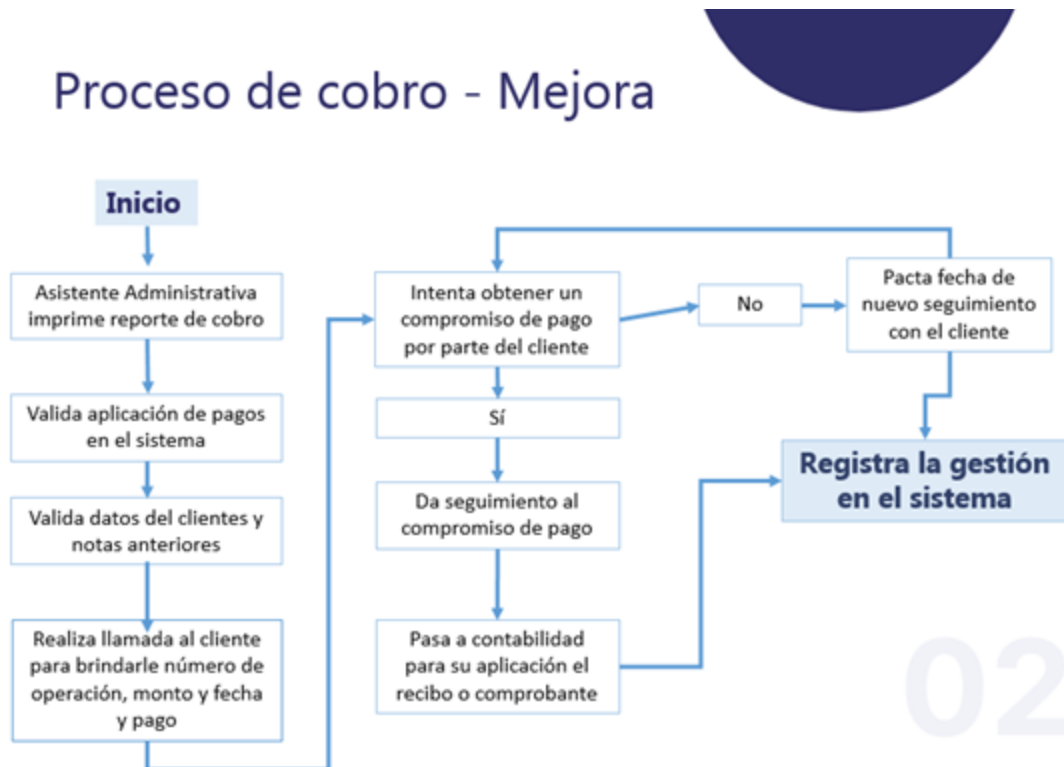 Proceso de cobro - Mejora
Inicio
Asistente Administrativa
imprime reporte de cobro
Valida aplicación de pagos
en el sistema
Valida datos del clientes y
notas anteriores
Realiza llamada al cliente
para brindarle número de
operación, monto y fecha
y pago
Intenta obtener un
compromiso de pago
por parte del cliente
No
Pacta fecha de
nuevo seguimiento
con el cliente
Sí
Da seguimiento al
compromiso de pago
Pasa a contabilidad
para su aplicación el
recibo o comprobante
Registra la gestión
en el sistema
02